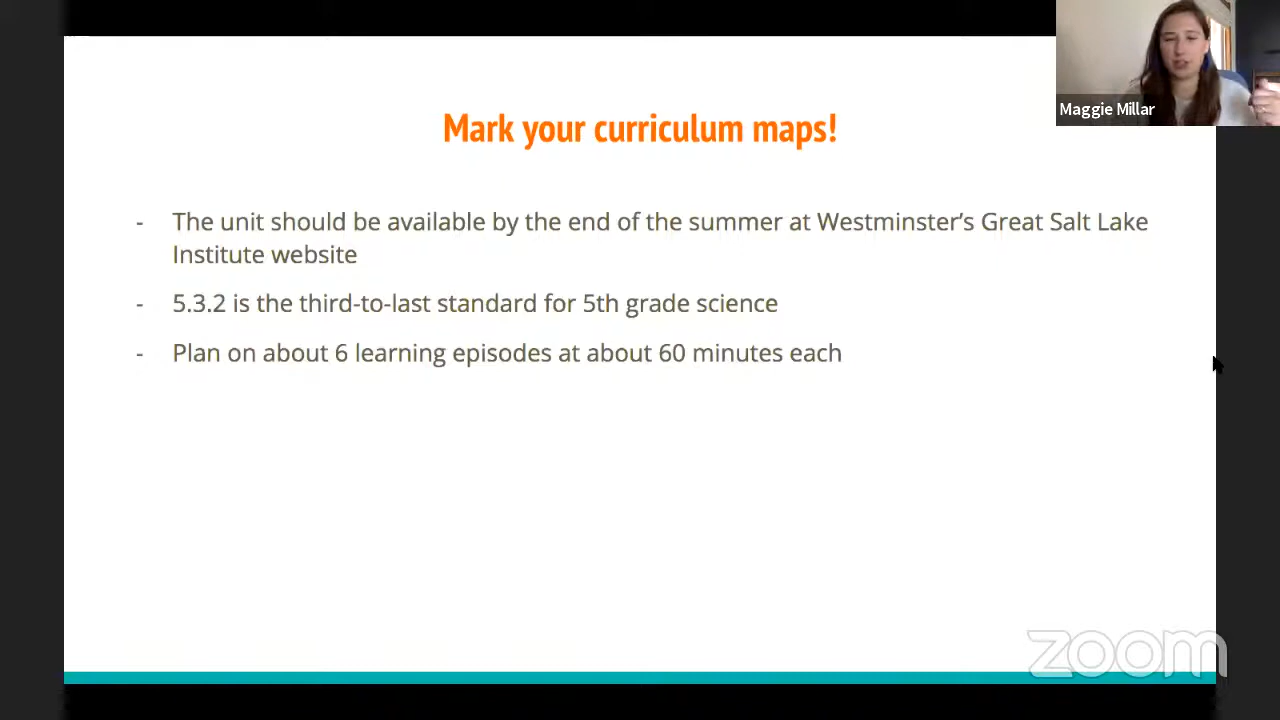 Maggie Millar
Mark your curriculum maps!
- The unit should be available by the end of the summer at Westminster’s Great Salt Lake
Institute website
- 5.3.2 is the third-to-last standard for 5th grade science
- Plan on about 6 learning episodes at about 60 minutes each
zoom